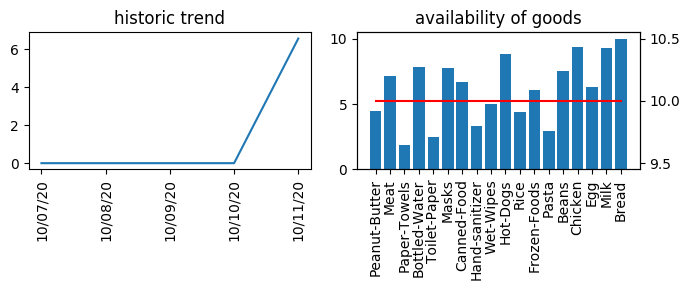 historic trend
6
4
2
0
10/07/20
10/08/20
10/09/20
10/10/20
10/11/20
availability of goods
10
5
0
10.5
10.0
9.5
Peanut-Butter
Meat
Paper-Towels
Bottled-Water
Toilet-Paper
Masks
Canned-Food
Hand-sanitizer
Wet-Wipes
Hot-Dogs
Rice
Frozen-Foods
Pasta
Beans
Chicken
Egg
Milk
Bread